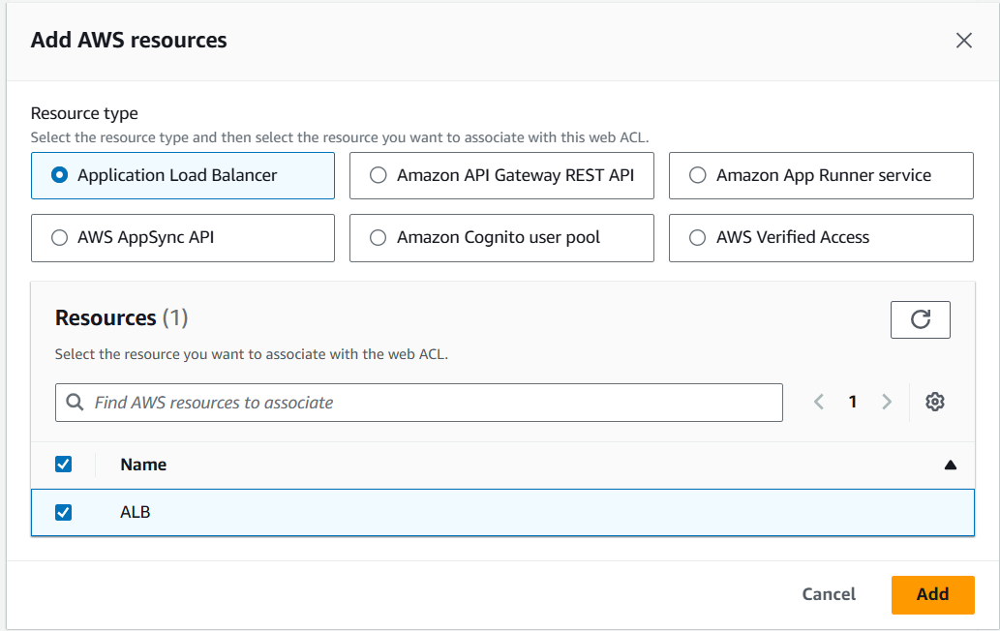 Add AWS resources
Resource type
Select the resource type and then select the resource you want to associate with this web ACL.
Application Load Balancer
Amazon API Gateway REST API
Amazon App Runner service
AWS AppSync API
Amazon Cognito user pool
AWS Verified Access
Resources (1)
Select the resource you want to associate with the web ACL.
Find AWS resources to associate
1
Name
ALB
Cancel
Add